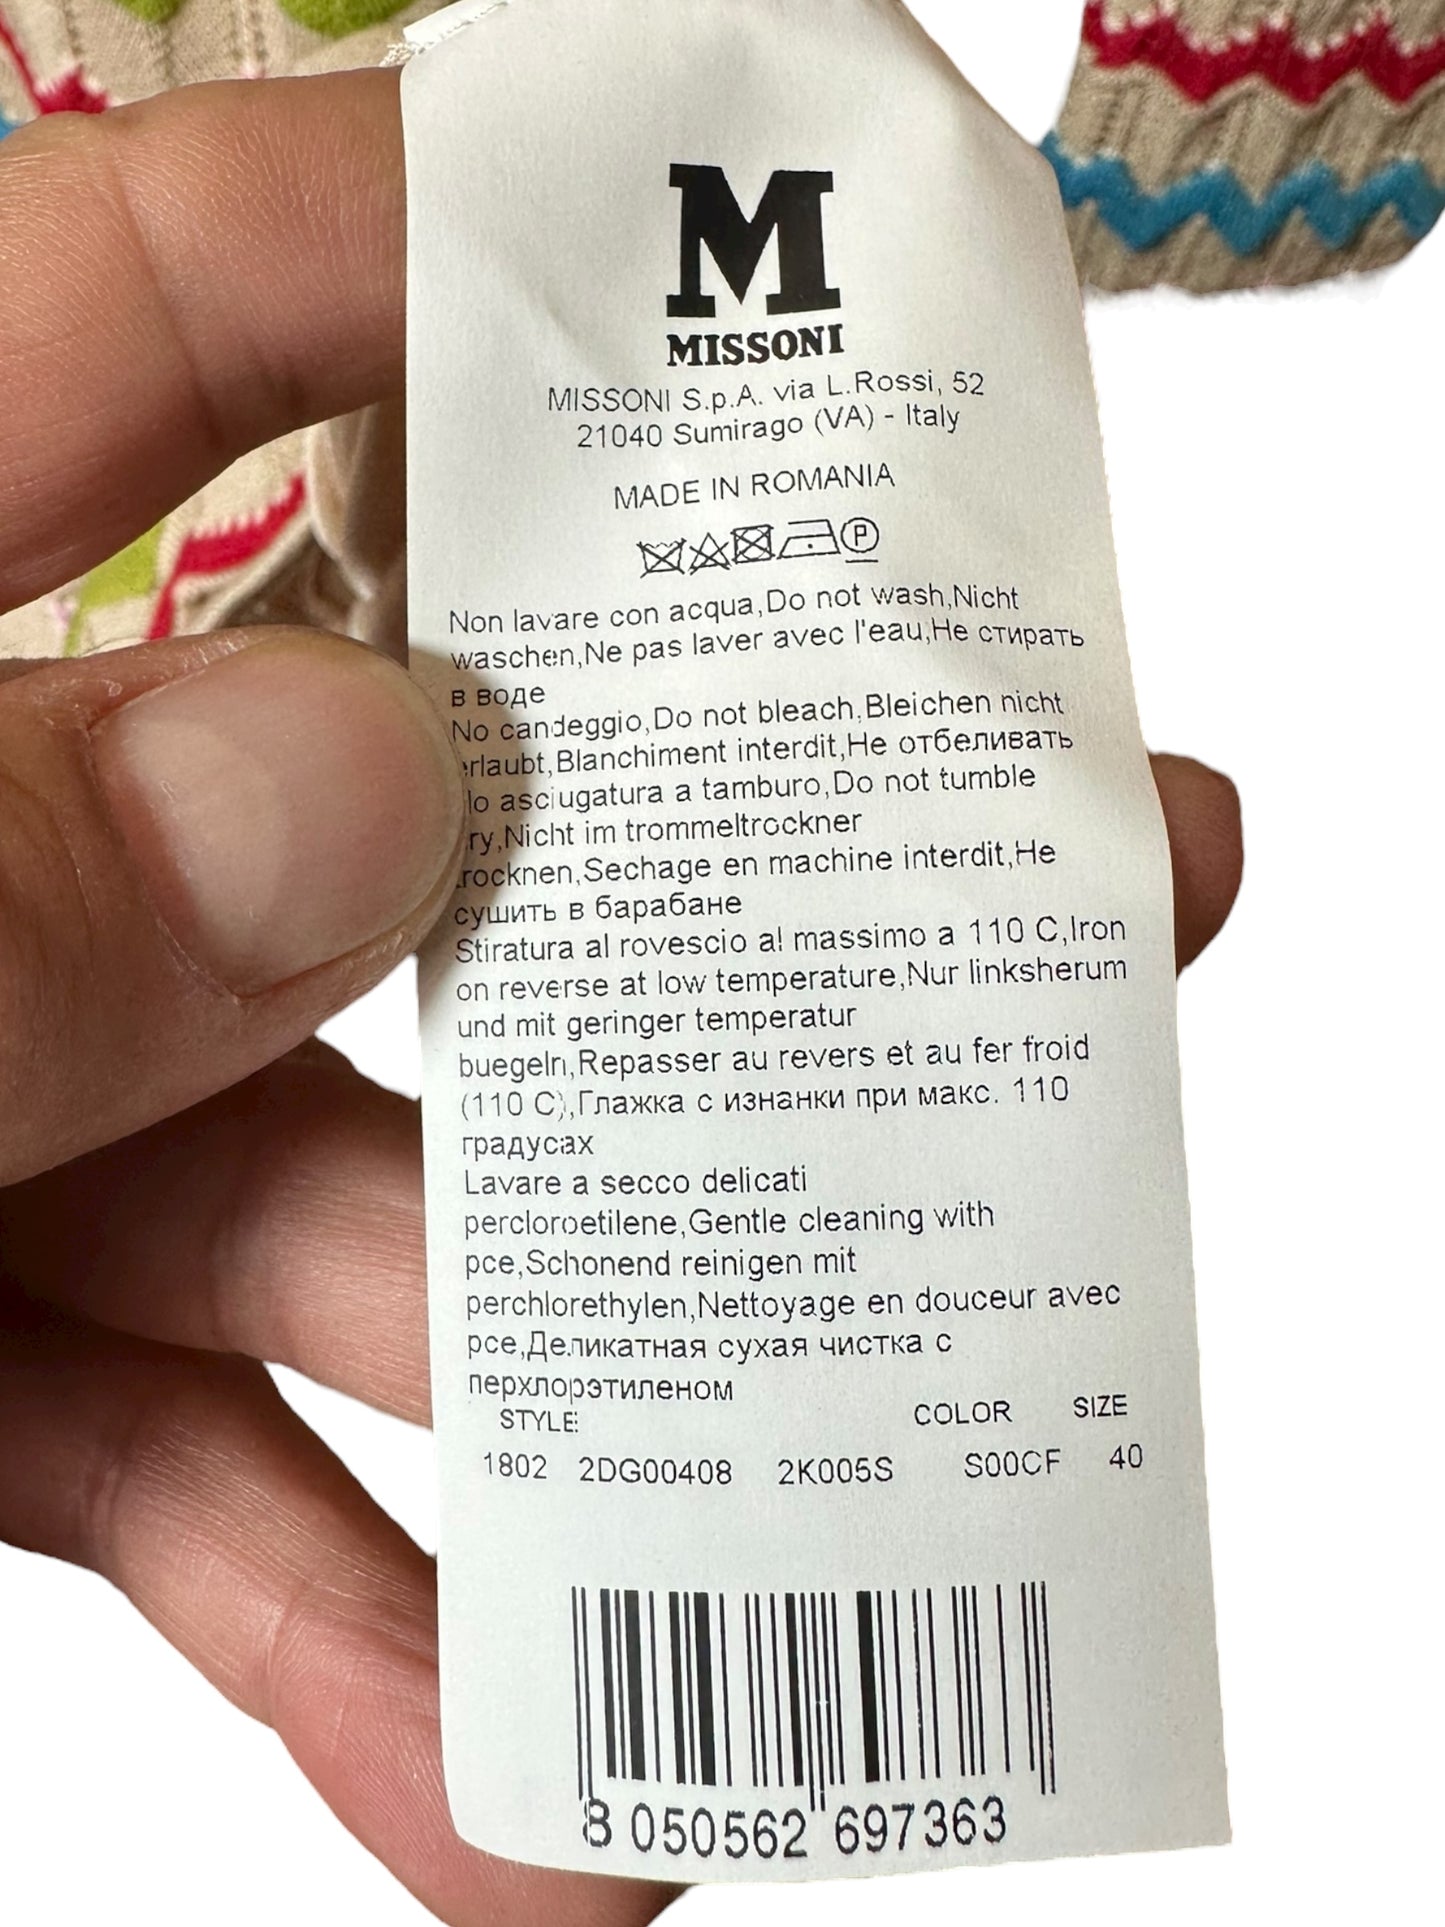 M
MISSONI
MISSONI S.p.A. via L.Rossi, 52
21040 Sumirago (VA) - Italy
MADE IN ROMANIA
P
Non lavare con acqua,Do not wash,Nicht
waschen,Ne pas laver avec l'eau,Не стирать
в воде
No candeggio,Do not bleach,Bleichen nicht
rlaubt,Blanchiment interdit,Не отбеливать
lo asciugatura a tamburo,Do not tumble
ry,Nicht im trommeltrockner
rocknen,Sechage en machine interdit,Не
сушить в барабане
Stiratura al rovescio al massimo a 110 C,Iron
on reverse at low temperature,Nur linksherum
und mit geringer temperatur
buegeln,Repasser au revers et au fer froid
(110 C),Глажка с изнанки при макс. 110
градусах
Lavare a secco delicati
percloroetilene,Gentle cleaning with
pce,Schonend reinigen mit
perchlorethylen,Nettoyage en douceur avec
pce,Деликатная сухая чистка с
перхлорэтиленом
STYLE: COLOR SIZE
1802 2DG00408 2K005S S00CF 40
8 050562 697363